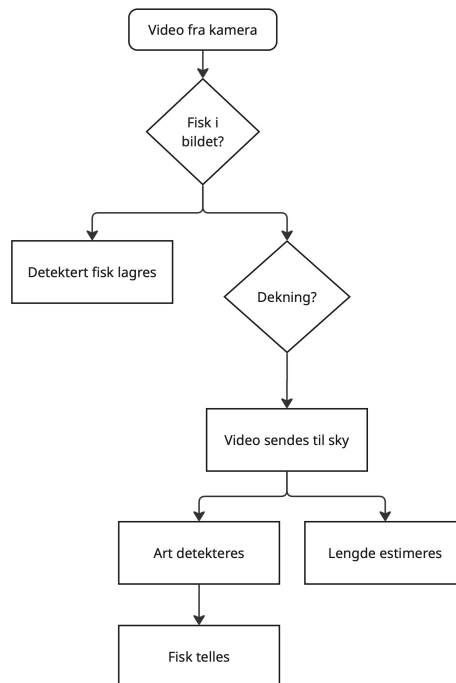 Video fra kamera
Fisk i
bildet?
Detektert fisk lagres
Dekning?
Video sendes til sky
Art detekteres
Lengde estimeres
Fisk telles